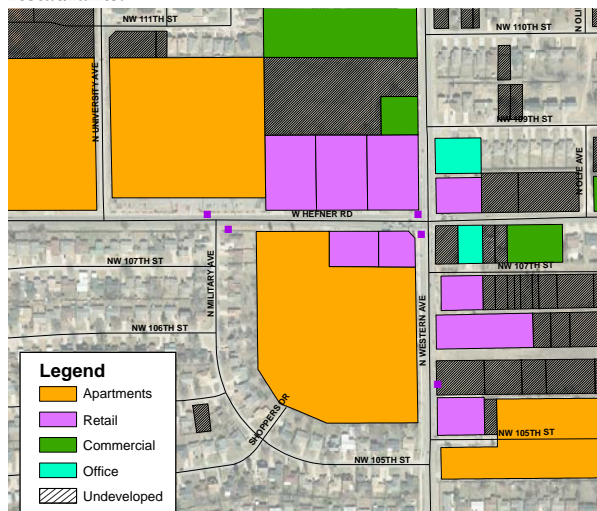 NW 111TH ST
N OLIE
NW 110TH ST
N UNIVERSITY AVE
NW 109TH ST
N OLIE AVE
W HEFNER RD
NW 107TH ST
NW 107TH ST
N MILITARY AVE
N WESTERN AVE
NW 106TH ST
Legend
Apartments
Retail
Commercial
Office
Undeveloped
SHOPPERS DR
NW 105TH ST
NW 105TH ST